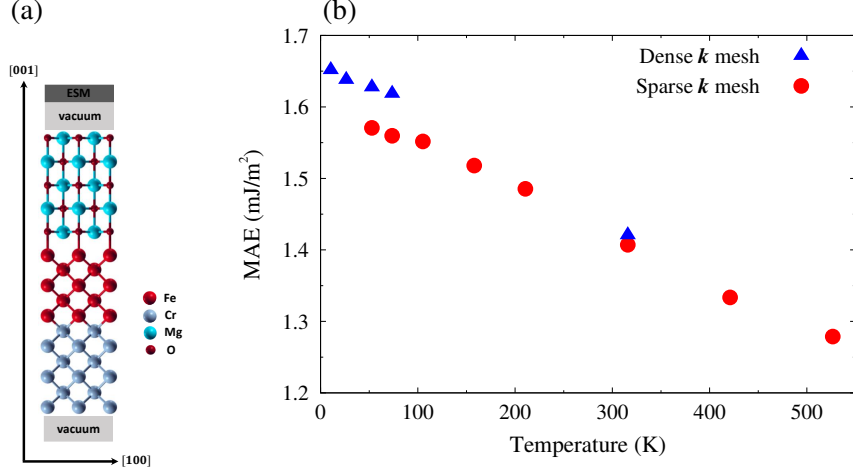 (a)
[001]
ESM
vacuum
Fe
Cr
Mg
O
vacuum
[100]
(b)
1.7
1.6
1.5
1.4
1.3
1.2
MAE (mJ/m²)
Dense k mesh
Sparse k mesh
0 100 200 300 400 500
Temperature (K)